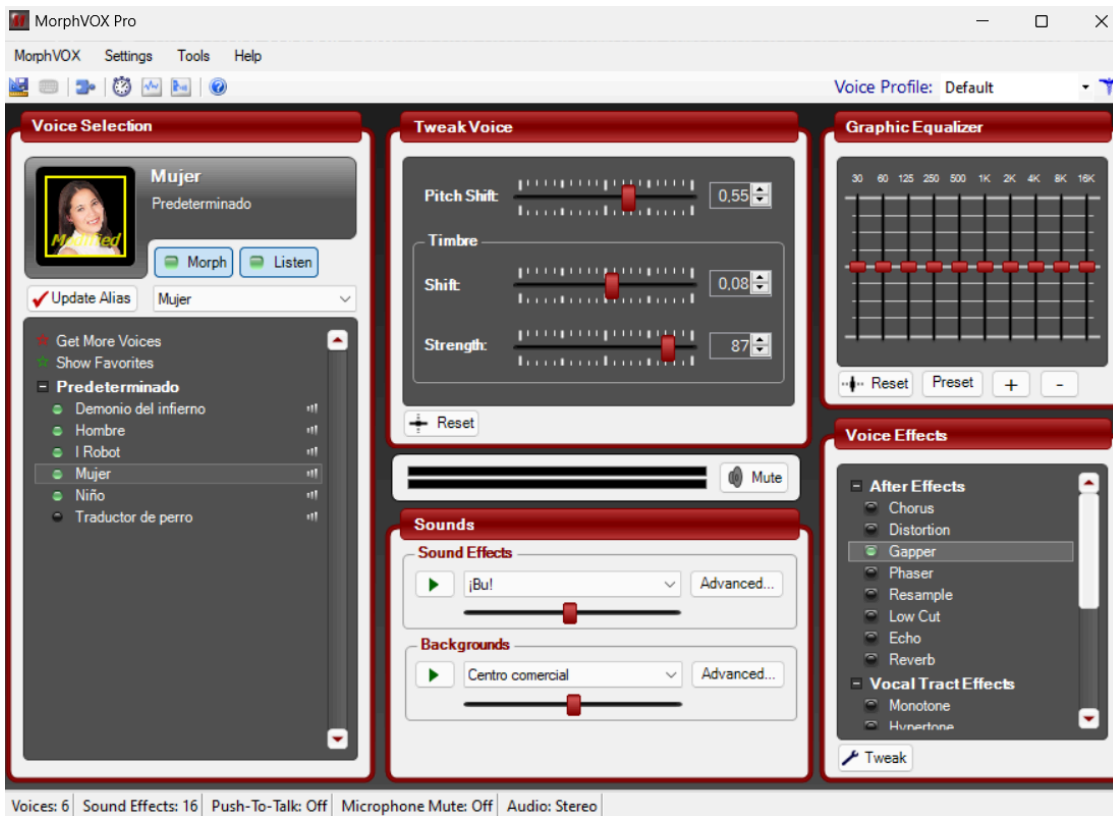 MorphVOX Pro
MorphVOX Settings Tools Help
Voice Profile: Default
Voice Selection
Mujer
Predeterminado
Modified
Morph Listen
Update Alias Mujer
Get More Voices
Show Favorites
Predeterminado
Demonio del infierno
Hombre
I Robot
Mujer
Niño
Traductor de perro
Tweak Voice
Pitch Shift: 0,55
Timbre
Shift: 0,08
Strength: 87
Reset
Mute
Sounds
Sound Effects
¡Bu! Advanced...
Backgrounds
Centro comercial Advanced...
Graphic Equalizer
30 60 125 250 500 1K 2K 4K 8K 16K
Reset Preset + -
Voice Effects
After Effects
Chorus
Distortion
Gapper
Phaser
Resample
Low Cut
Echo
Reverb
Vocal Tract Effects
Monotone
Hypertone
Tweak
Voices: 6 Sound Effects: 16 Push-To-Talk: Off Microphone Mute: Off Audio: Stereo